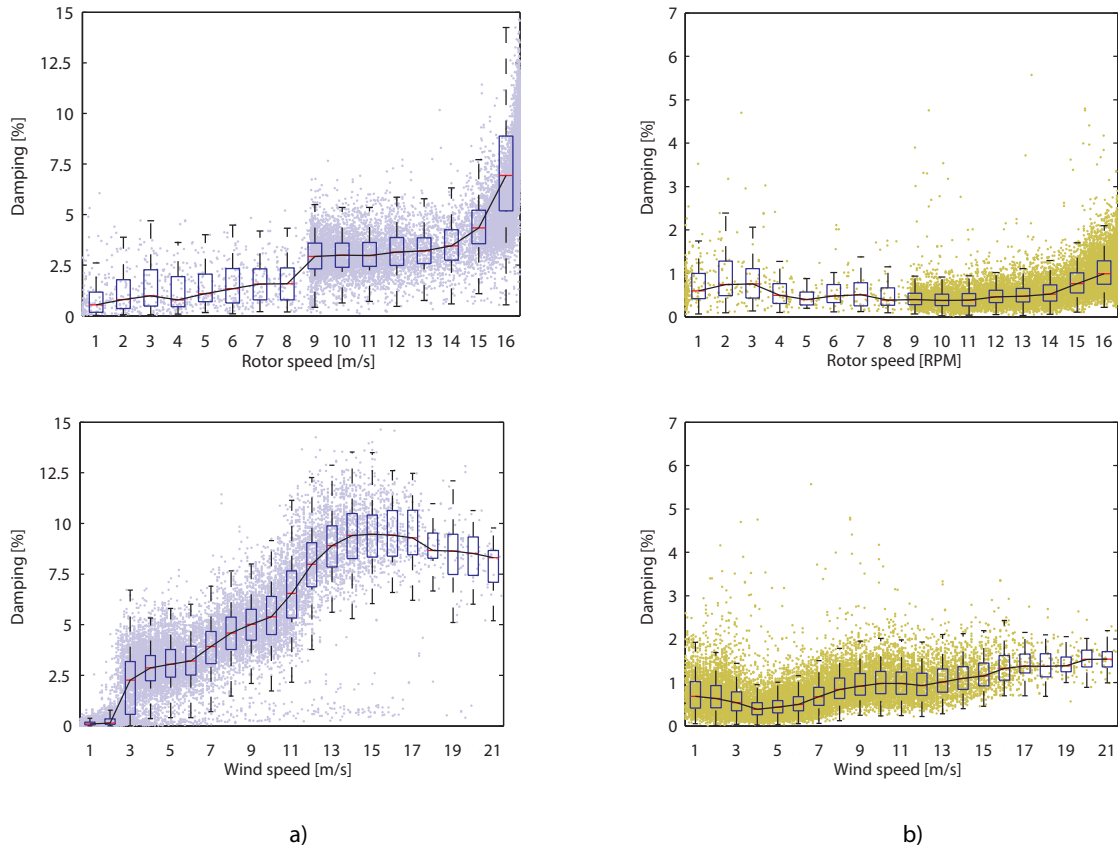 15
12.5
10
7.5
5
2.5
0
Damping [%]
1 2 3 4 5 6 7 8 9 10 11 12 13 14 15 16
Rotor speed [m/s]
7
6
5
4
3
2
1
0
Damping [%]
1 2 3 4 5 6 7 8 9 10 11 12 13 14 15 16
Rotor speed [RPM]
15
12.5
10
7.5
5
2.5
0
Damping [%]
1 3 5 7 9 11 13 15 17 19 21
Wind speed [m/s]
7
6
5
4
3
2
1
0
Damping [%]
1 3 5 7 9 11 13 15 17 19 21
Wind speed [m/s]
a)
b)